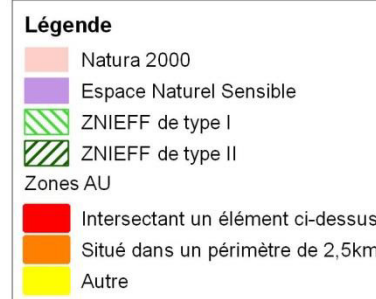 Légende
Natura 2000
Espace Naturel Sensible
ZNIEFF de type I
ZNIEFF de type II
Zones AU
Intersectant un élément ci-dessus
Situé dans un périmètre de 2,5km
Autre